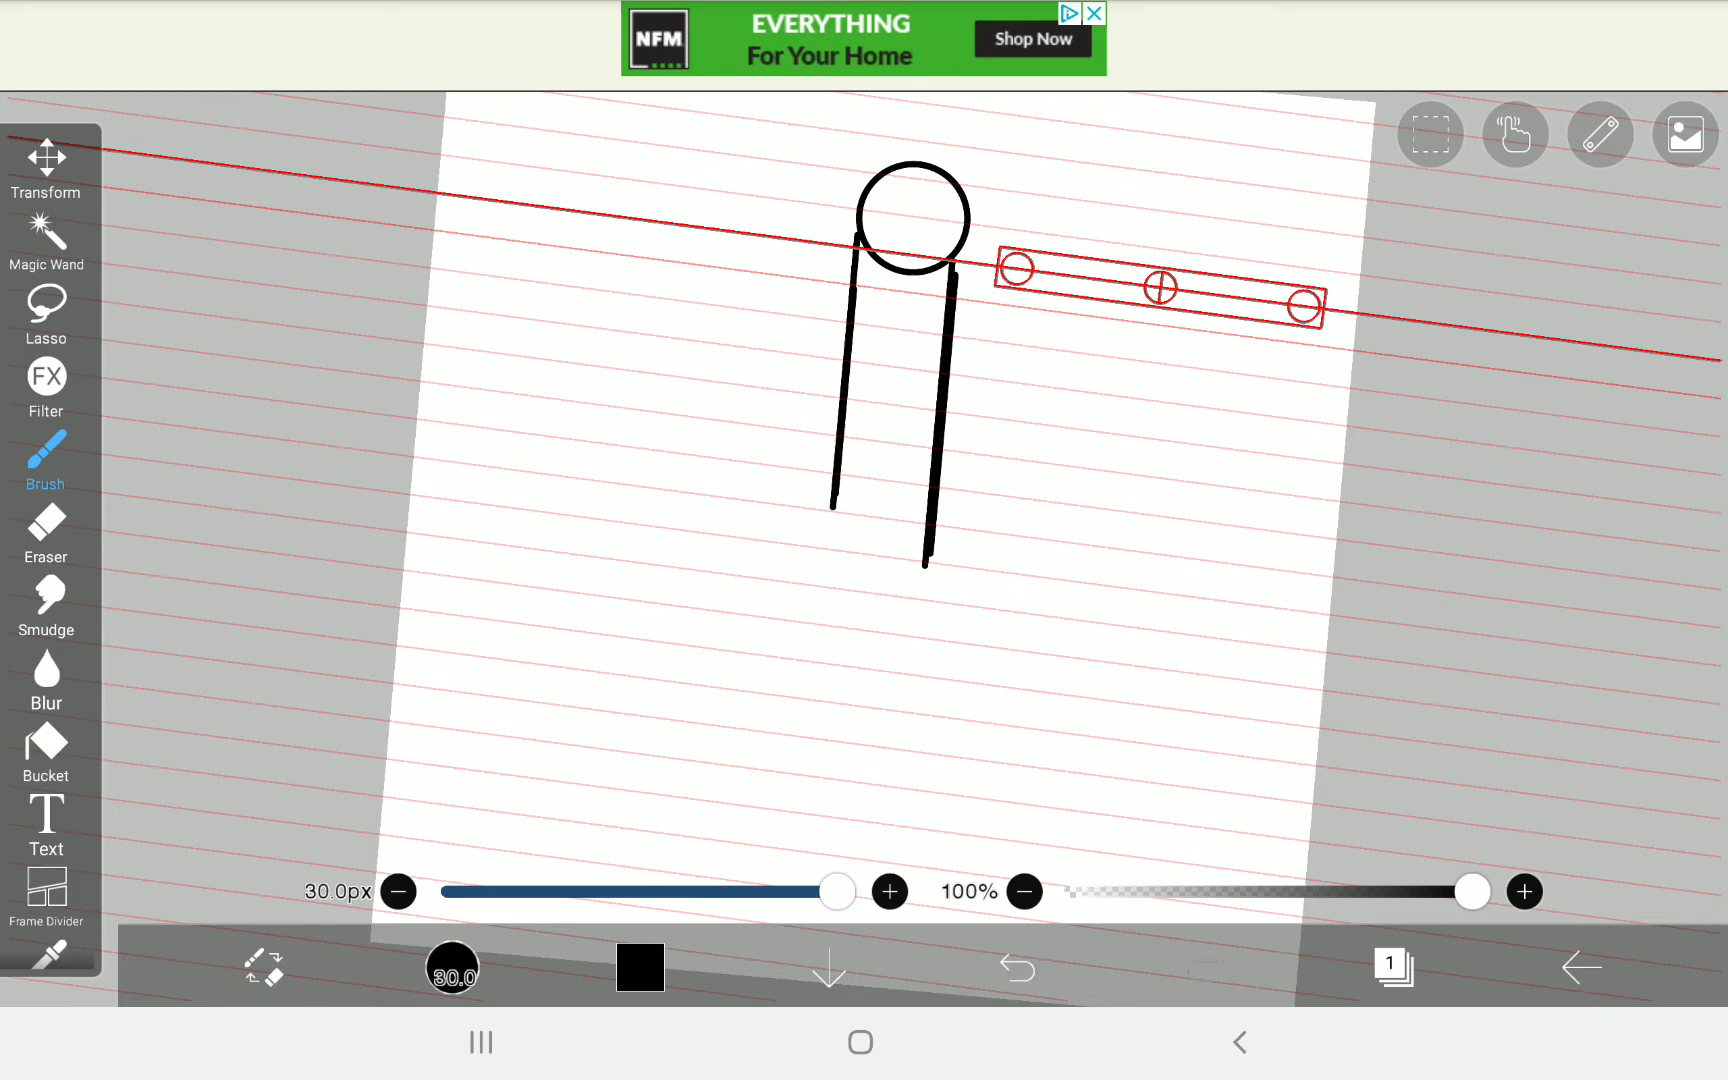 NFM
EVERYTHING
For Your Home
Shop Now
Transform
Magic Wand
Lasso
FX
Filter
Brush
Eraser
Smudge
Blur
Bucket
T
Text
Frame Divider
30.0px
100%
30.0
1